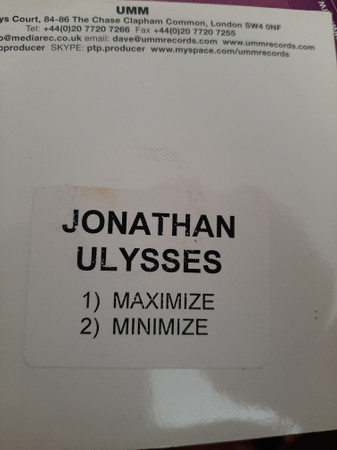 UMM
ys Court, 84-86 The Chase Clapham Common, London SW4 0NF
Tel: +44(0)20 7720 7266 Fax +44(0)20 7720 7255
o@mediarec.co.uk email: dave@ummrecords.com www.ummrecords.com
pproducer SKYPE: ptp.producer www.myspace.com/ummrecords
JONATHAN
ULYSSES
1) MAXIMIZE
2) MINIMIZE